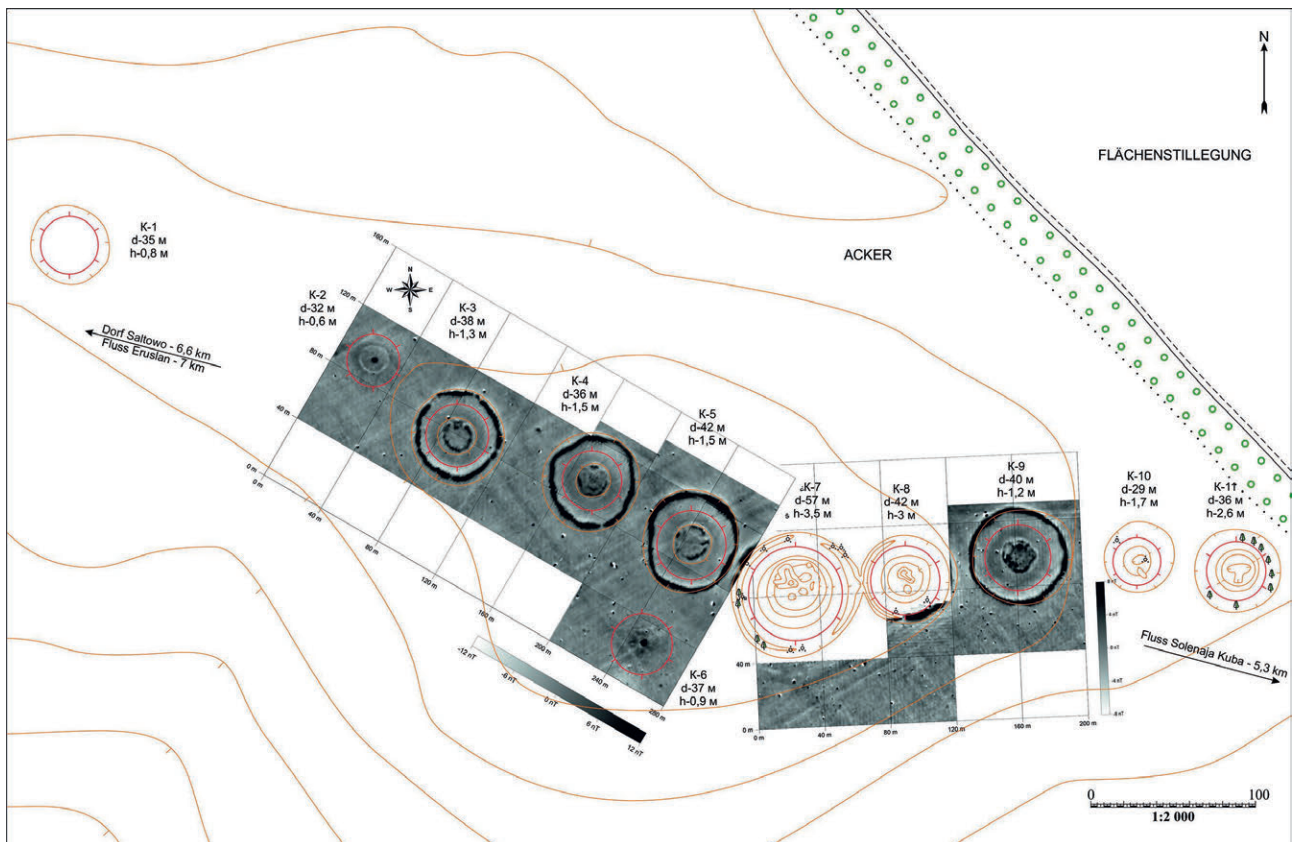 N
FLÄCHENSTILLEGUNG
ACKER
К-1
d-35 м
h-0,8 м
К-2
d-32 м
h-0,6 м
К-3
d-38 м
h-1,3 м
К-4
d-36 м
h-1,5 м
К-5
d-42 м
h-1,5 м
К-6
d-37 м
h-0,9 м
К-7
d-57 м
h-3,5 м
К-8
d-42 м
h-3 м
К-9
d-40 м
h-1,2 м
К-10
d-29 м
h-1,7 м
К-11
d-36 м
h-2,6 м
Dorf Saltowo - 6,6 km
Fluss Eruslan - 7 km
Fluss Solenaja Kuba - 5,3 km
N
W E
S
160 m
120 m
80 m
40 m
0 m
0 m
40 m
80 m
120 m
160 m
200 m
240 m
280 m
-12 nT
-6 nT
0 nT
6 nT
12 nT
40 m
0 m
0 m
40 m
80 m
120 m
160 m
200 m
0 100
1:2 000